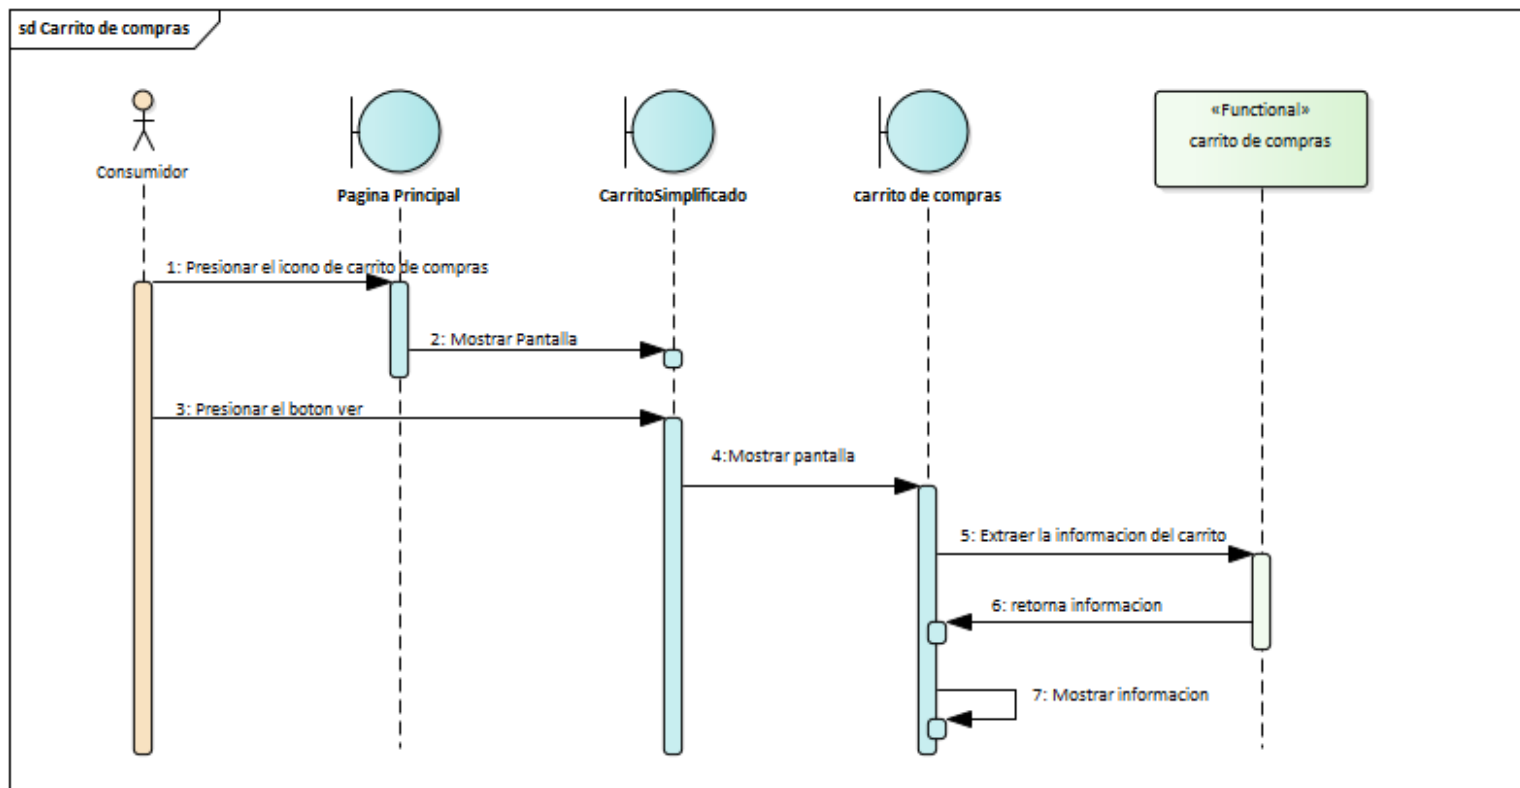 sd Carrito de compras
«Functional»
carrito de compras
Consumidor
Pagina Principal
CarritoSimplificado
carrito de compras
1: Presionar el icono de carrito de compras
2: Mostrar Pantalla
3: Presionar el boton ver
4:Mostrar pantalla
5: Extraer la informacion del carrito
6: retorna informacion
7: Mostrar informacion